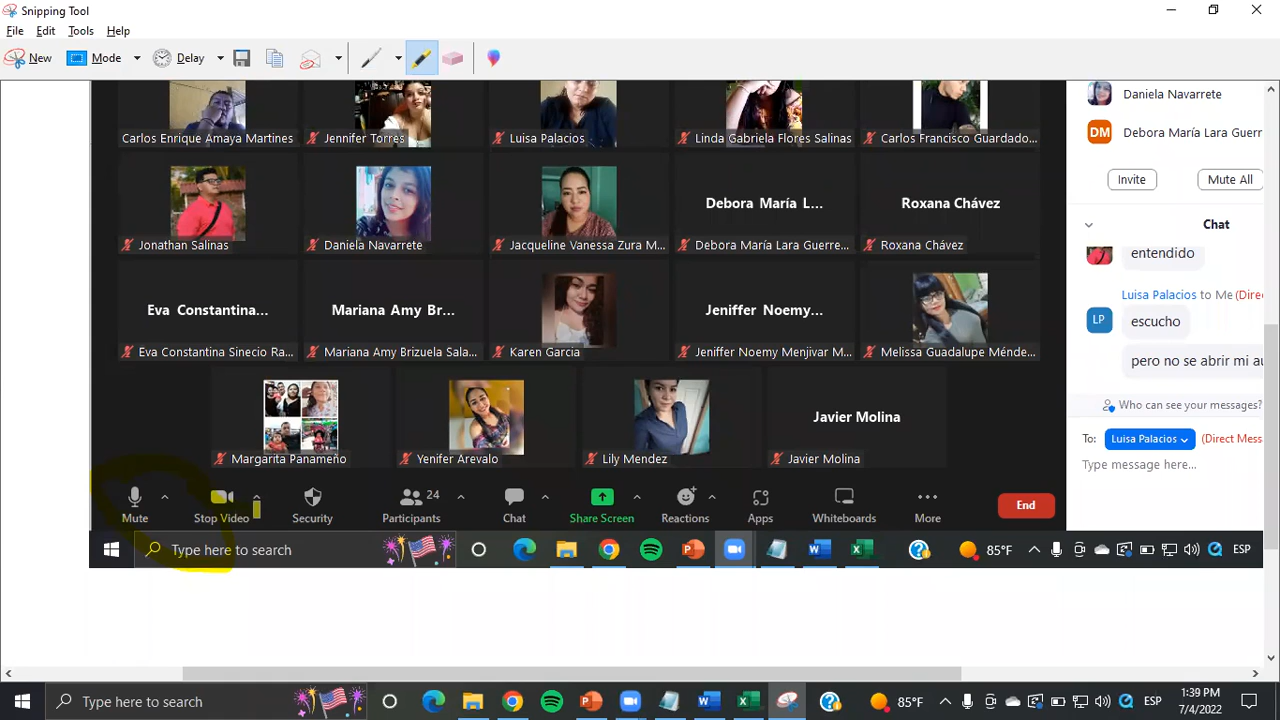 Snipping Tool
File Edit Tools Help
New Mode Delay
Carlos Enrique Amaya Martines Jennifer Torres Luisa Palacios Linda Gabriela Flores Salinas Carlos Francisco Guardado...
Debora María L... Roxana Chávez
Jonathan Salinas Daniela Navarrete Jacqueline Vanessa Zura M... Debora María Lara Guerre... Roxana Chávez
Eva Constantina... Mariana Amy Br... Jeniffer Noemy...
Eva Constantina Sinecio Ra... Mariana Amy Brizuela Sala... Karen Garcia Jeniffer Noemy Menjivar M... Melissa Guadalupe Ménde...
Javier Molina
Margarita Panameño Yenifer Arevalo Lily Mendez Javier Molina
24
Mute Stop Video Security Participants Chat Share Screen Reactions Apps Whiteboards More End
Daniela Navarrete
DM Debora María Lara Guerr
Invite Mute All
Chat
entendido
Luisa Palacios to Me (Direc
LP escucho
pero no se abrir mi au
Who can see your messages?
To: Luisa Palacios (Direct Mess
Type message here...
Type here to search 85°F ESP
Type here to search 85°F ESP
1:39 PM
7/4/2022